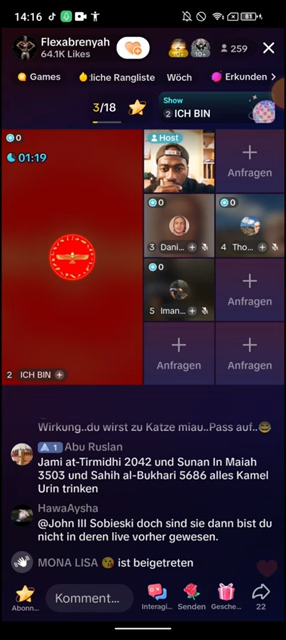 14:16
81
Flexabrenyah
64.1K Likes
10+
10+
259
Games
liche Rangliste
Wöch
Erkunden
3/18
Show
2 ICH BIN
0
01:19
Host
Anfragen
0
3 Dani...
0
4 Tho...
0
5 Iman...
Anfragen
Anfragen
Anfragen
2 ICH BIN
Wirkung..du wirst zu Katze miau..Pass auf..
1 Abu Ruslan
Jami at-Tirmidhi 2042 und Sunan In Maiah
3503 und Sahih al-Bukhari 5686 alles Kamel
Urin trinken
HawaAysha
@John III Sobieski doch sind sie dann bist du
nicht in deren live vorher gewesen.
MONA LISA 😘 ist beigetreten
Abonn...
Komment...
Interagi...
Senden
Gesche...
22